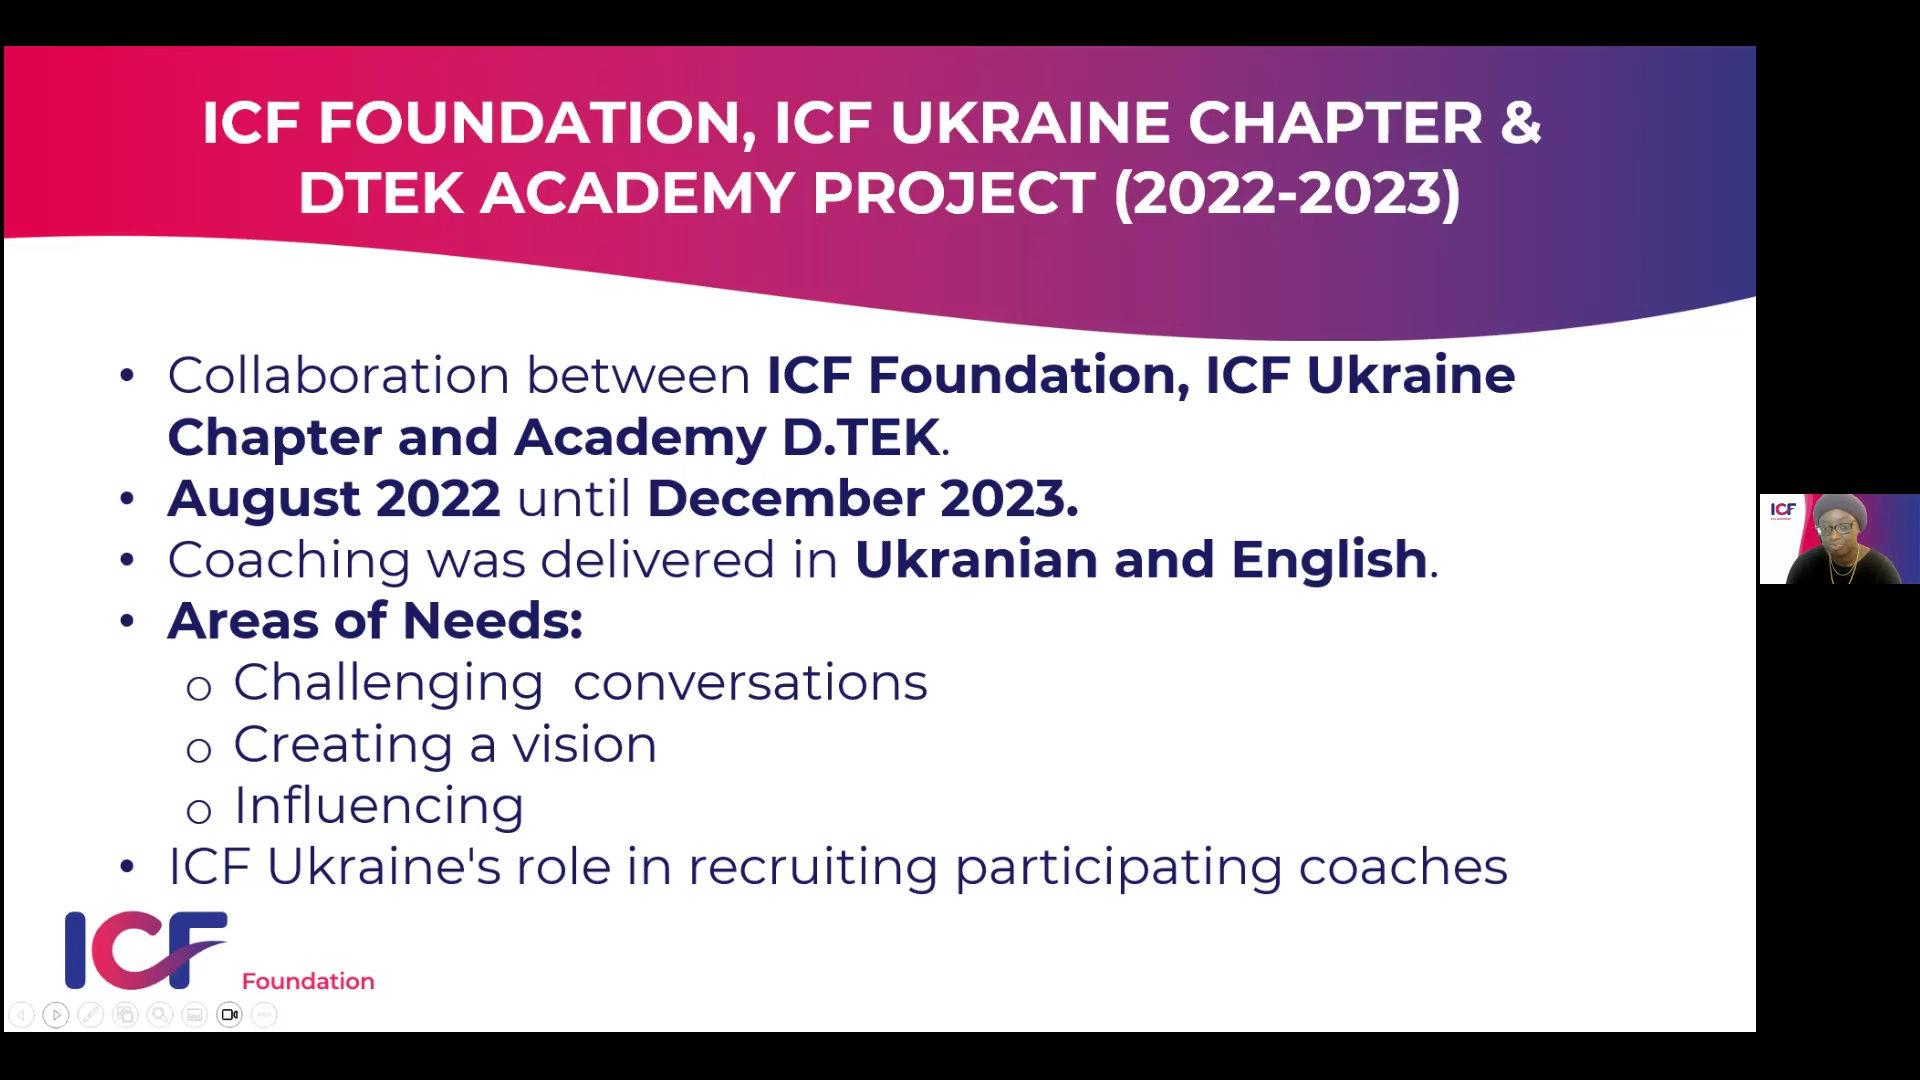 ICF FOUNDATION, ICF UKRAINE CHAPTER &
DTEK ACADEMY PROJECT (2022-2023)
• Collaboration between ICF Foundation, ICF Ukraine
Chapter and Academy D.TEK.
• August 2022 until December 2023.
• Coaching was delivered in Ukranian and English.
• Areas of Needs:
o Challenging conversations
o Creating a vision
o Influencing
• ICF Ukraine's role in recruiting participating coaches
ICF
Foundation
ICF